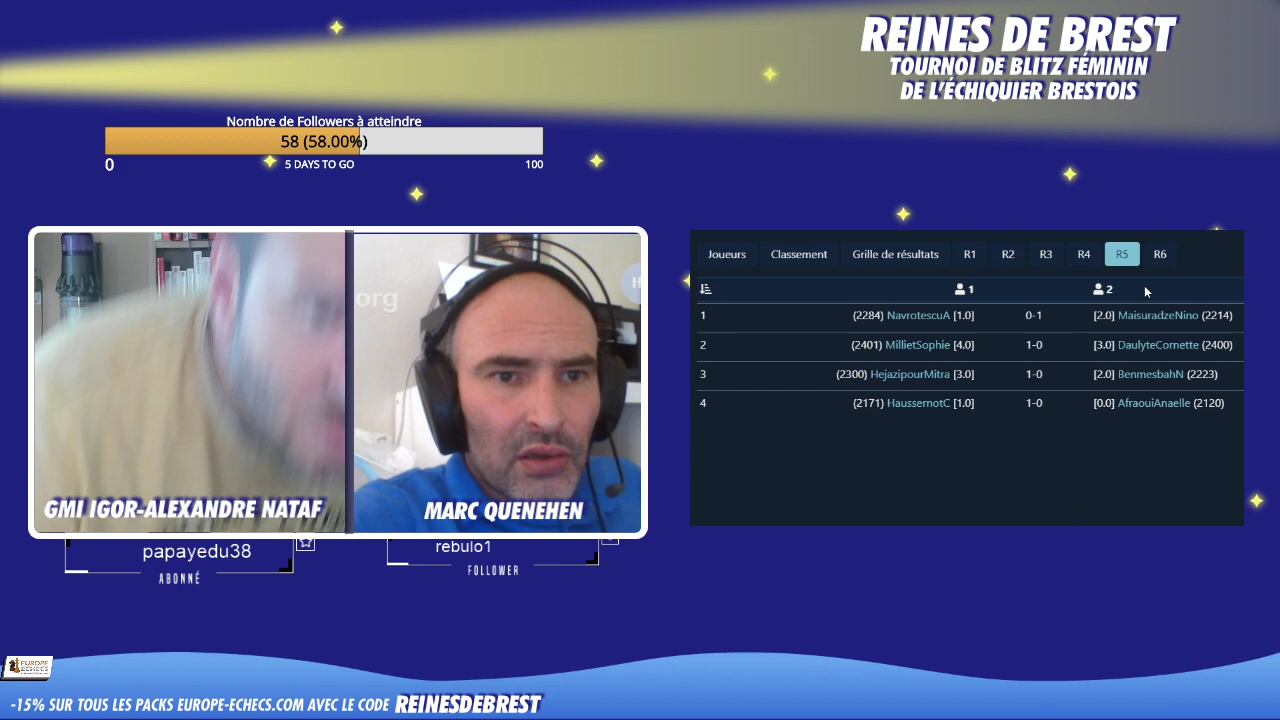 REINES DE BREST
TOURNOI DE BLITZ FÉMININ
DE L'ÉCHIQUIER BRESTOIS
Nombre de Followers à atteindre
58 (58.00%)
0 5 DAYS TO GO 100
Joueurs Classement Grille de résultats R1 R2 R3 R4 R5 R6
1 2
1 (2284) NavrotescuA [1.0] 0-1 [2.0] MaisuradzeNino (2214)
2 (2401) MillietSophie [4.0] 1-0 [3.0] DaulyteCornette (2400)
3 (2300) HejazipourMitra [3.0] 1-0 [2.0] BenmesbahN (2223)
4 (2171) HaussernotC [1.0] 1-0 [0.0] AfraouiAnaelle (2120)
org
H
GMI IGOR-ALEXANDRE NATAF
MARC QUENEHEN
papayedu38
ABONNÉ
rebulo1
FOLLOWER
EUROPE
ECHECS
-15% SUR TOUS LES PACKS EUROPE-ECHECS.COM AVEC LE CODE REINESDEBREST